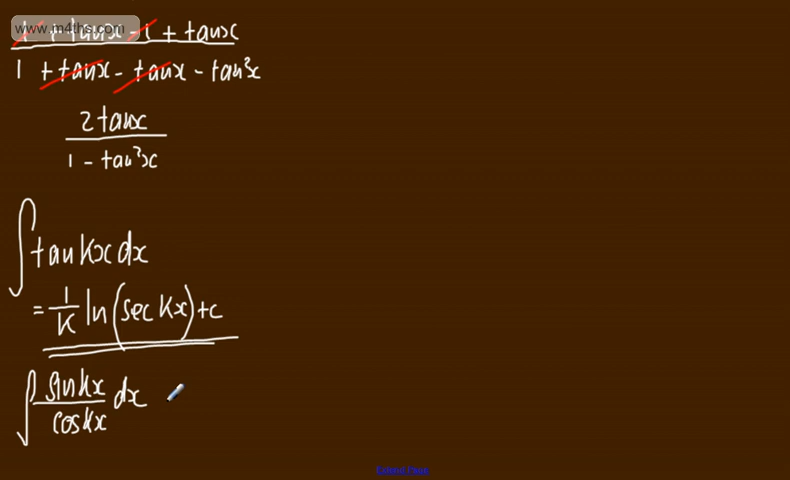 www.m4ths.com
1 + tanx - 1 + tanx
1 + tanx - tanx - tan²x
2tanx
1 - tan²x
∫ tan kx dx
= 1/k ln(sec kx) + c
∫ sin kx / cos kx dx